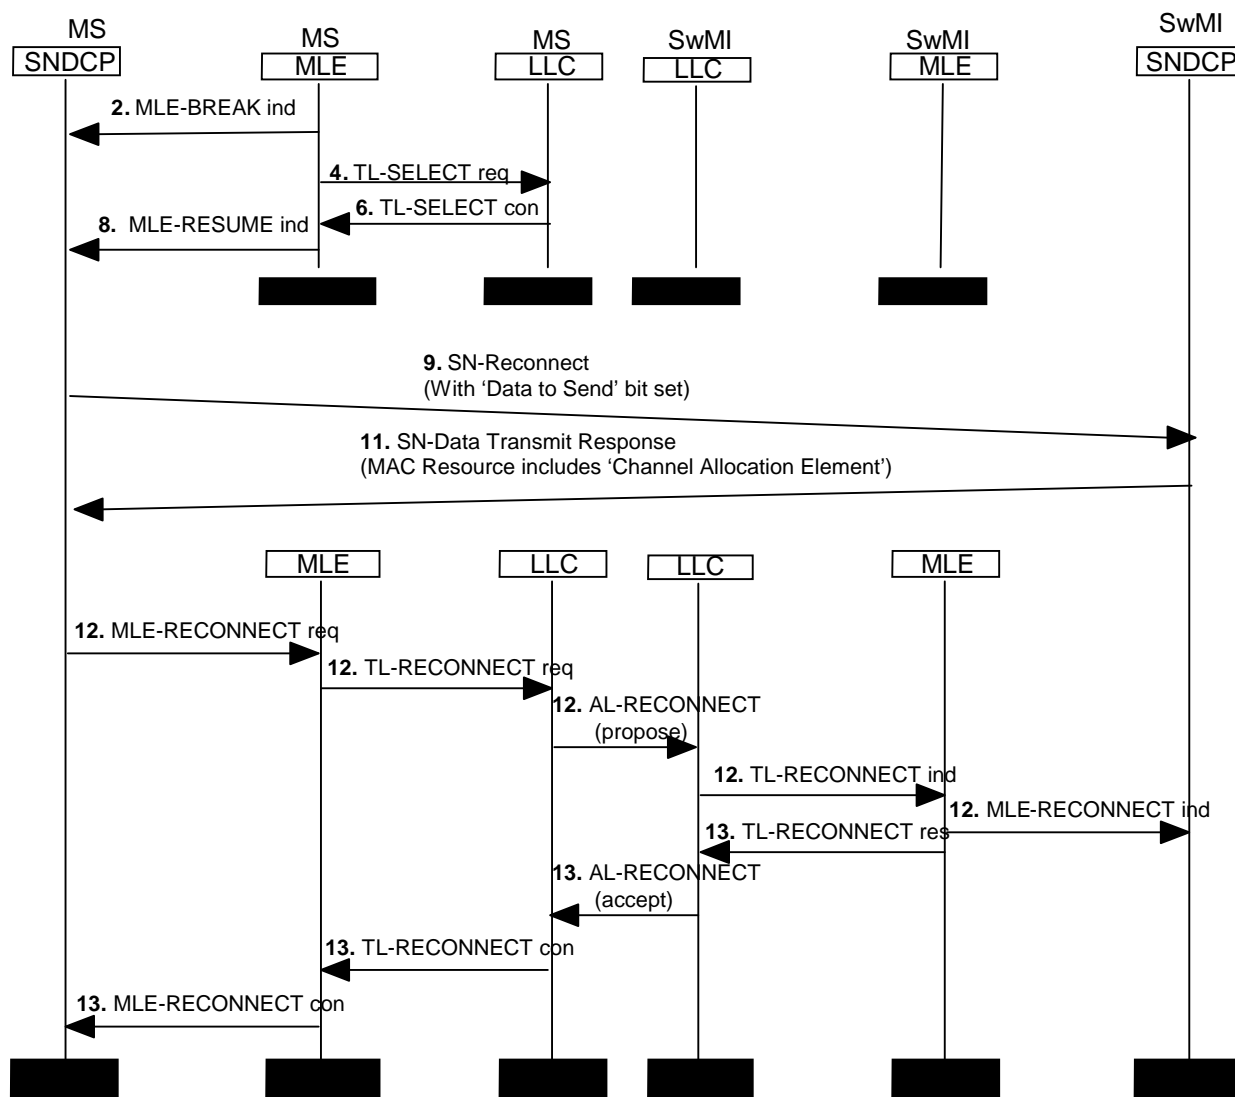 MS
MS
MS
SwMI
SwMI
SwMI
SNDCP
MLE
LLC
LLC
MLE
SNDCP
2. MLE-BREAK ind
4. TL-SELECT req
6. TL-SELECT con
8. MLE-RESUME ind
9. SN-Reconnect
(With ‘Data to Send’ bit set)
11. SN-Data Transmit Response
(MAC Resource includes ‘Channel Allocation Element’)
MLE
LLC
LLC
MLE
12. MLE-RECONNECT req
12. TL-RECONNECT req
12. AL-RECONNECT
(propose)
12. TL-RECONNECT ind
12. MLE-RECONNECT ind
13. TL-RECONNECT res
13. AL-RECONNECT
(accept)
13. TL-RECONNECT con
13. MLE-RECONNECT con